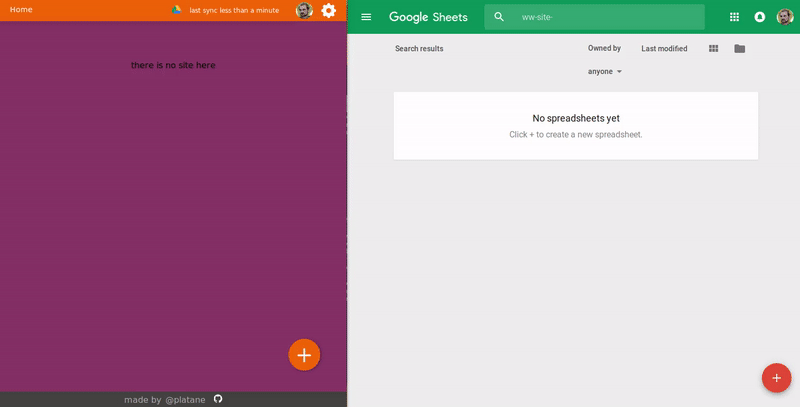 Home
last sync less than a minute
there is no site here
made by @platane
Google Sheets
ww-site-
Search results
Owned by
anyone
Last modified
No spreadsheets yet
Click + to create a new spreadsheet.